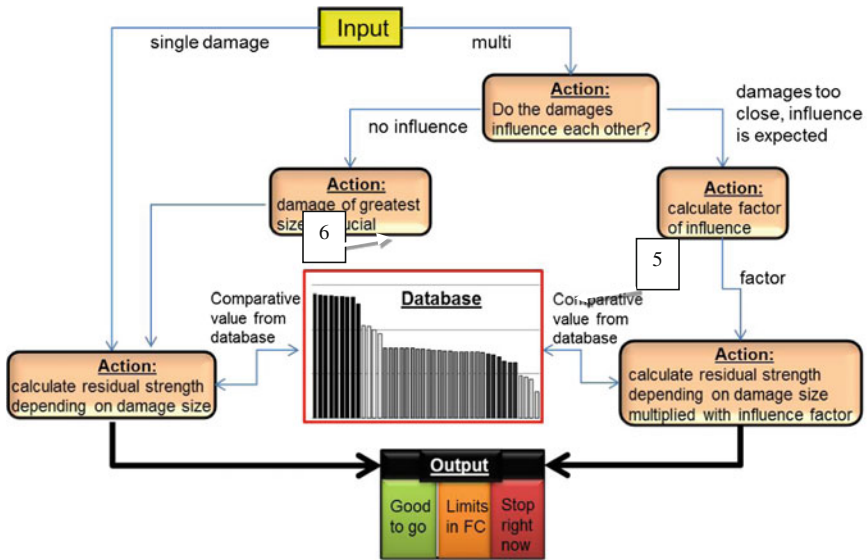 Input
single damage
multi
Action:
Do the damages
influence each other?
damages too
close, influence
is expected
no influence
Action:
damage of greatest
size
6
Action:
calculate factor
of influence
5
factor
Comparative
value from
database
Database
value from
database
Action:
calculate residual strength
depending on damage size
Action:
calculate residual strength
depending on damage size
multiplied with influence factor
Output
Good
to go
Limits
in FC
Stop
right
now